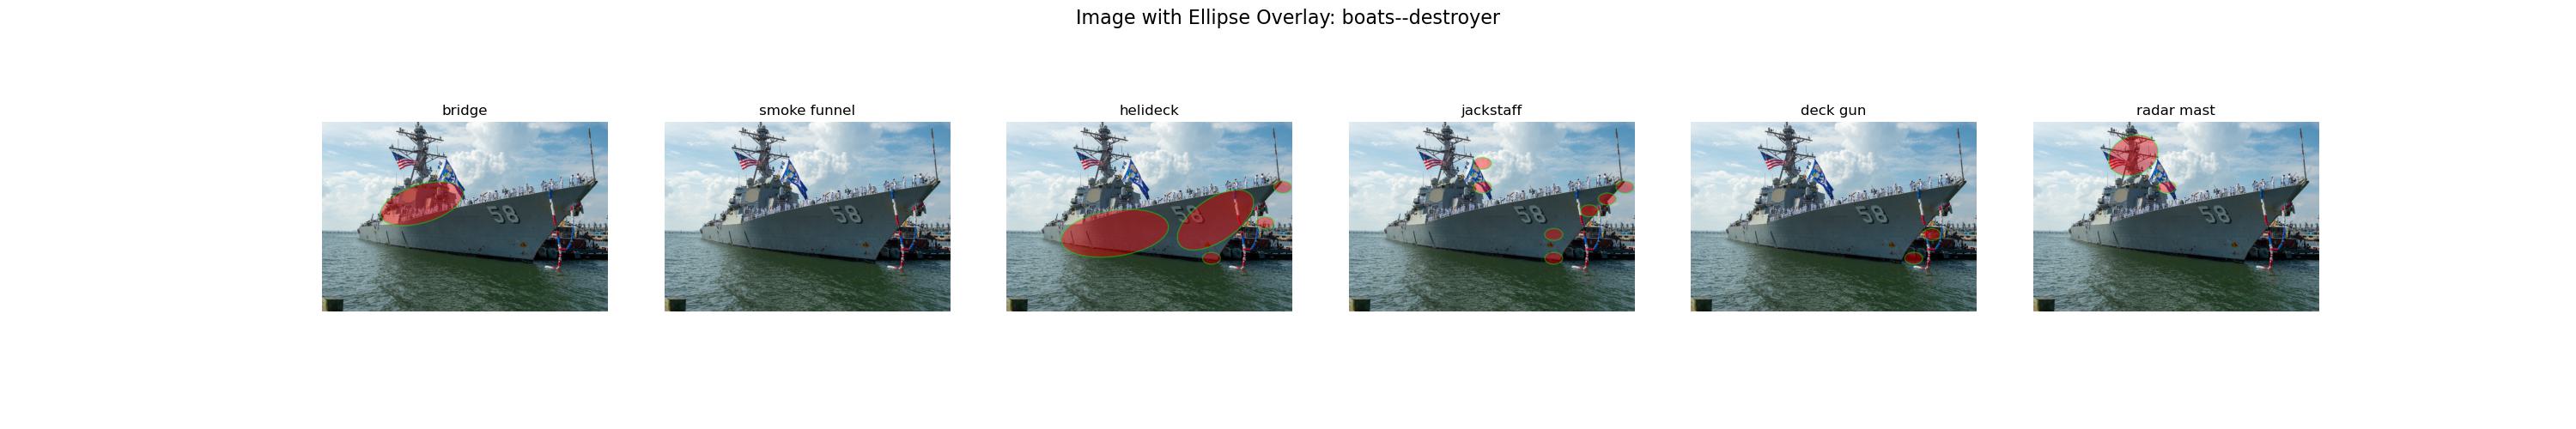 Image with Ellipse Overlay: boats--destroyer
bridge
smoke funnel
helideck
jackstaff
deck gun
radar mast
58
58
58
58
58
58